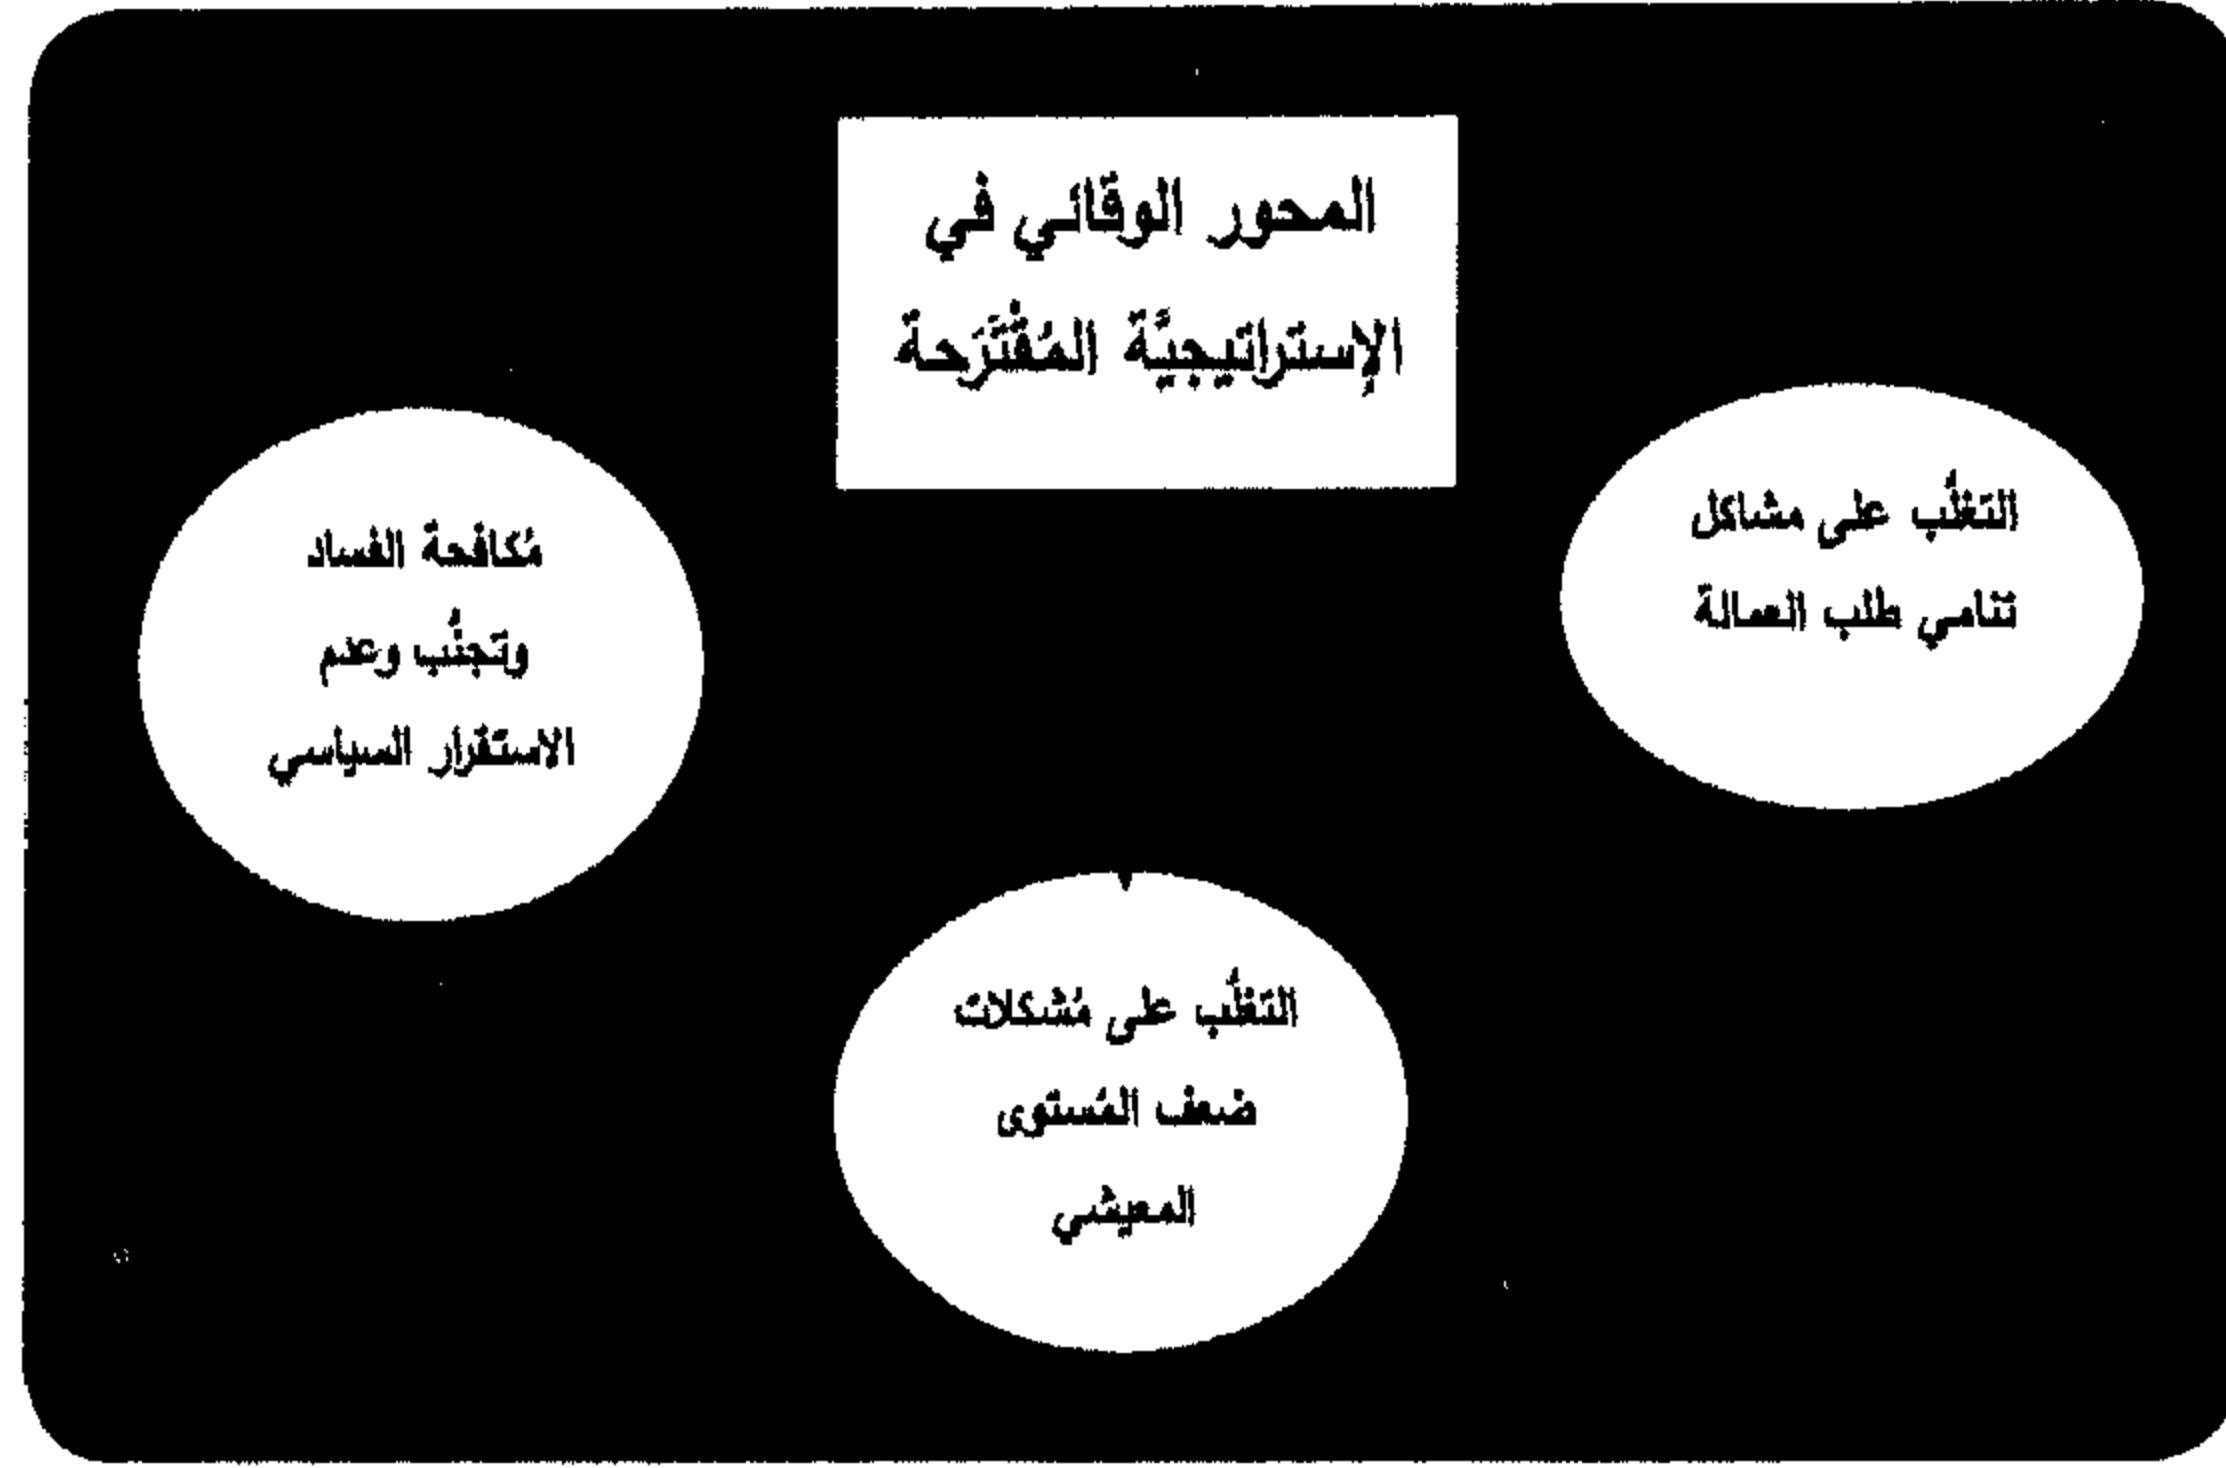 المحور الوقائي في
الإستراتيجيَّة المُقْتَرَحة
التغلُّب على مشاكل
تنامي طلب العمالة
مُكافحة الفساد
وتجنُّب وعدم
الاستقرار السياسي
التغلُّب على مُشكلات
ضعف المُستوى
المعيشي